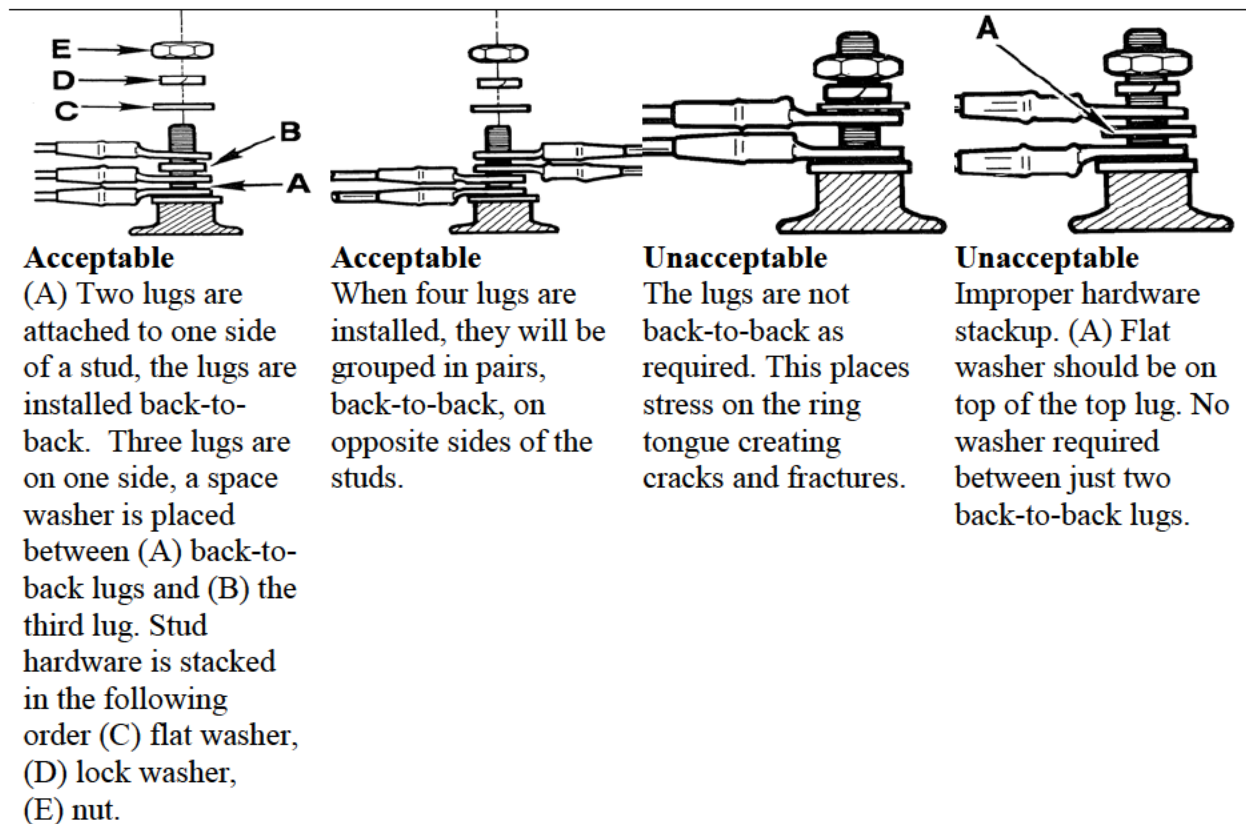 E
D
C
B
A
A
Acceptable
(A) Two lugs are
attached to one side
of a stud, the lugs are
installed back-to-
back.  Three lugs are
on one side, a space
washer is placed
between (A) back-to-
back lugs and (B) the
third lug. Stud
hardware is stacked
in the following
order (C) flat washer,
(D) lock washer,
(E) nut.
Acceptable
When four lugs are
installed, they will be
grouped in pairs,
back-to-back, on
opposite sides of the
studs.
Unacceptable
The lugs are not
back-to-back as
required. This places
stress on the ring
tongue creating
cracks and fractures.
Unacceptable
Improper hardware
stackup. (A) Flat
washer should be on
top of the top lug. No
washer required
between just two
back-to-back lugs.